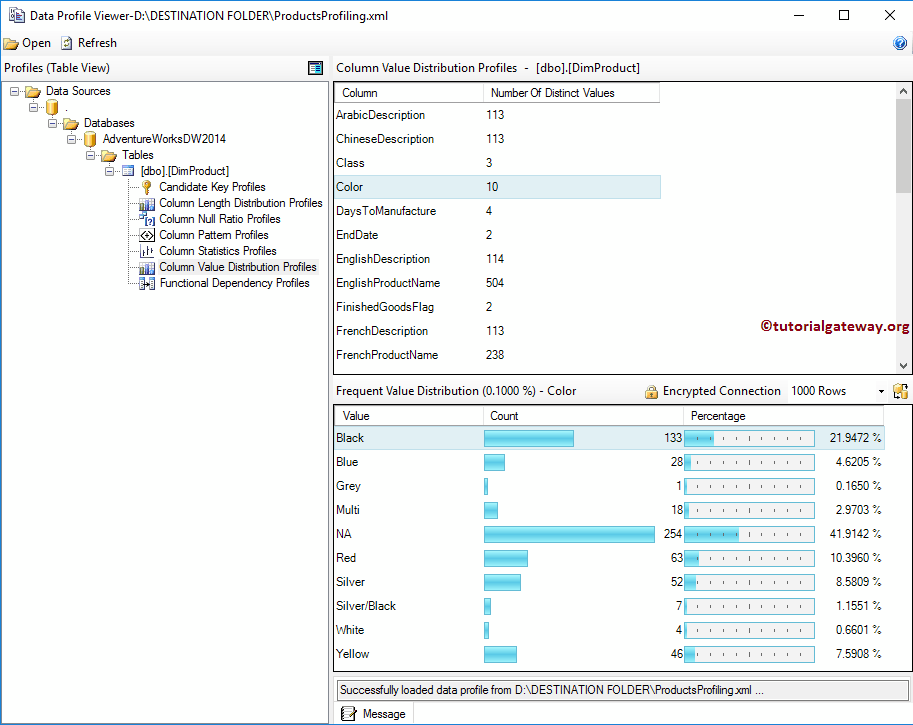 Data Profile Viewer-D:\DESTINATION FOLDER\ProductsProfiling.xml
Open Refresh
Profiles (Table View)
Data Sources
.
Databases
AdventureWorksDW2014
Tables
[dbo].[DimProduct]
Candidate Key Profiles
Column Length Distribution Profiles
Column Null Ratio Profiles
Column Pattern Profiles
Column Statistics Profiles
Column Value Distribution Profiles
Functional Dependency Profiles
Column Value Distribution Profiles - [dbo].[DimProduct]
Column Number Of Distinct Values
ArabicDescription 113
ChineseDescription 113
Class 3
Color 10
DaysToManufacture 4
EndDate 2
EnglishDescription 114
EnglishProductName 504
FinishedGoodsFlag 2
FrenchDescription 113
FrenchProductName 238
©tutorialgateway.org
Frequent Value Distribution (0.1000 %) - Color Encrypted Connection 1000 Rows
Value Count Percentage
Black 133 21.9472 %
Blue 28 4.6205 %
Grey 1 0.1650 %
Multi 18 2.9703 %
NA 254 41.9142 %
Red 63 10.3960 %
Silver 52 8.5809 %
Silver/Black 7 1.1551 %
White 4 0.6601 %
Yellow 46 7.5908 %
Successfully loaded data profile from D:\DESTINATION FOLDER\ProductsProfiling.xml ...
Message